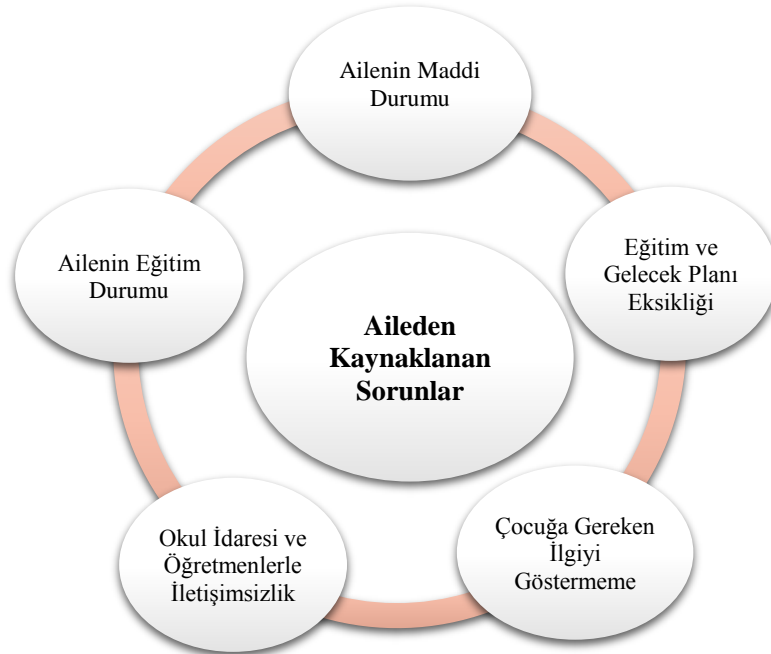 Ailenin Maddi
Durumu
Eğitim ve
Gelecek Planı
Eksikliği
Çocuğa Gereken
İlgiyi
Göstermeme
Okul İdaresi ve
Öğretmenlerle
İletişimsizlik
Ailenin Eğitim
Durumu
Aileden
Kaynaklanan
Sorunlar